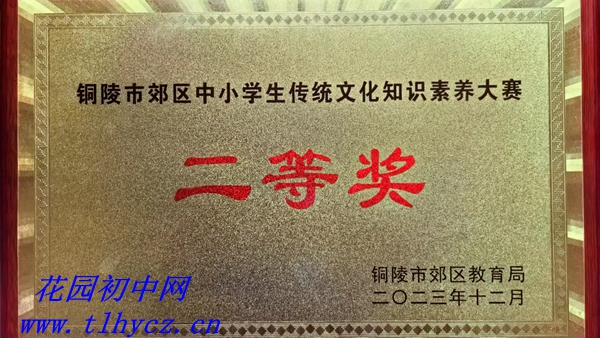 铜陵市郊区中小学生传统文化知识素养大赛
二等奖
铜陵市郊区教育局
二〇二三年十二月
花园初中网
www.tlhycz.cn